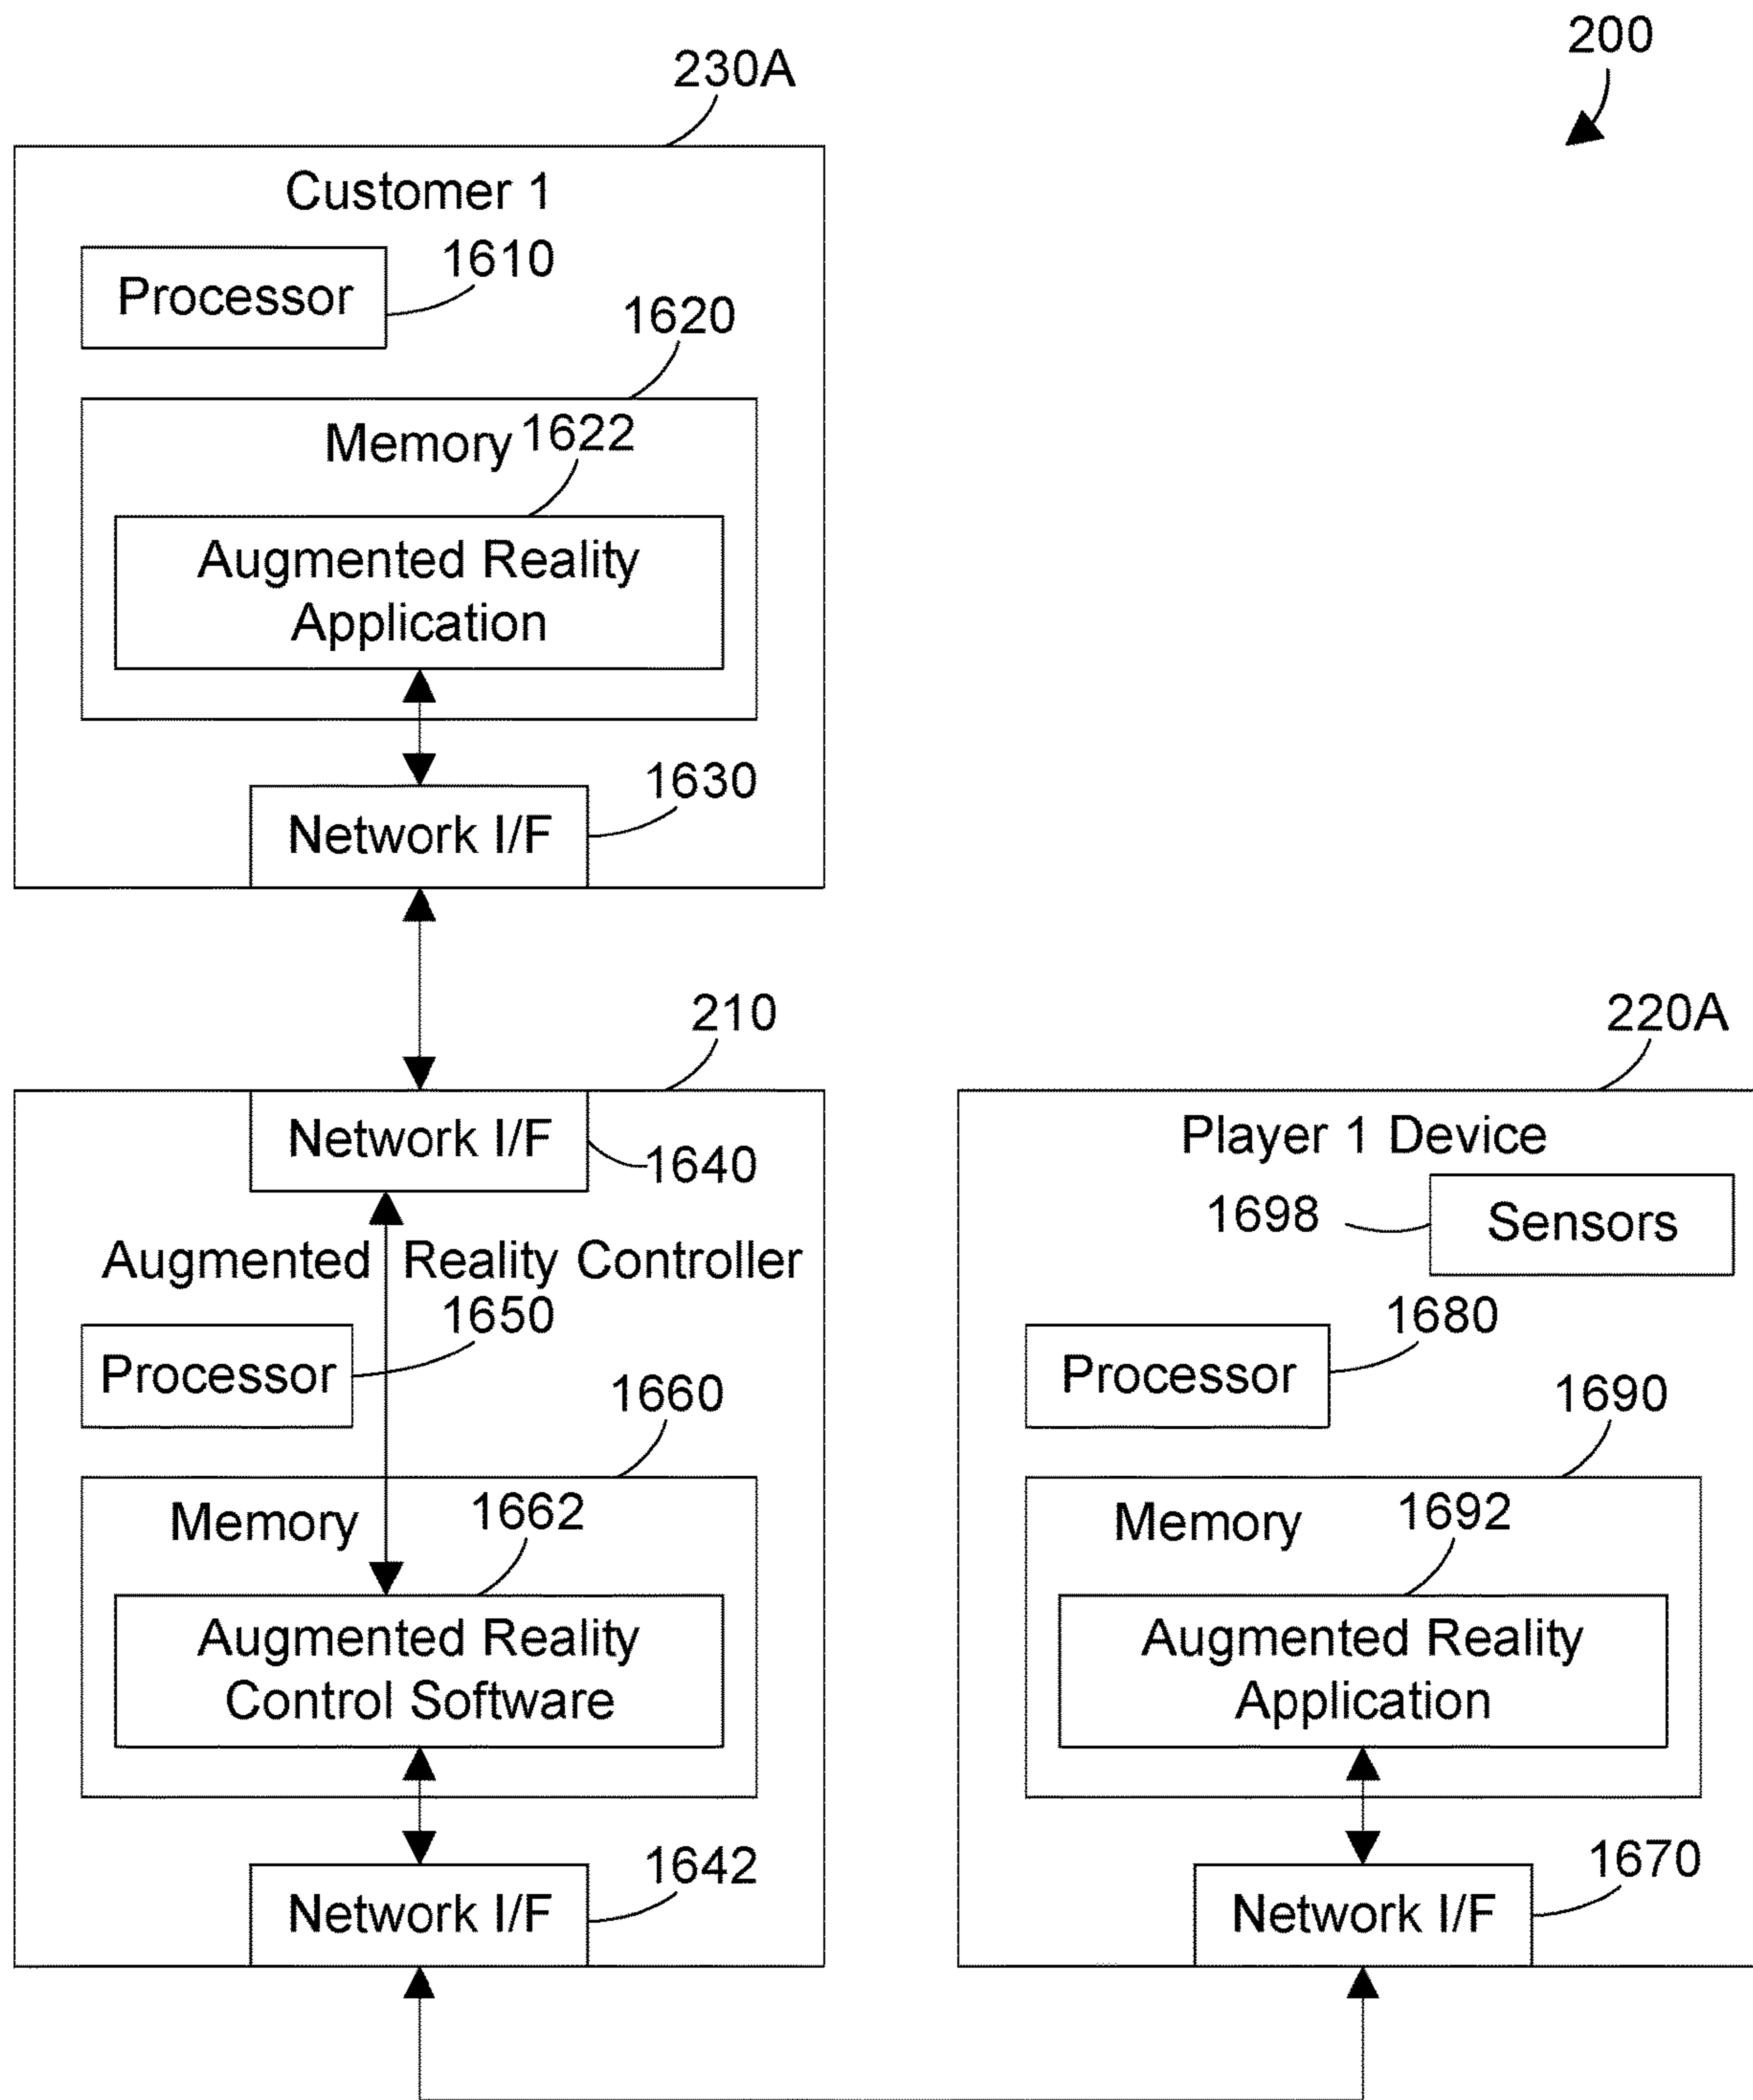 200
230A
Customer 1
1610
Processor
1620
Memory 1622
Augmented Reality
Application
1630
Network I/F
210
Network I/F
1640
Augmented Reality Controller
1650
Processor
1660
Memory
1662
Augmented Reality
Control Software
1642
Network I/F
220A
Player 1 Device
1698
Sensors
1680
Processor
1690
Memory
1692
Augmented Reality
Application
1670
Network I/F